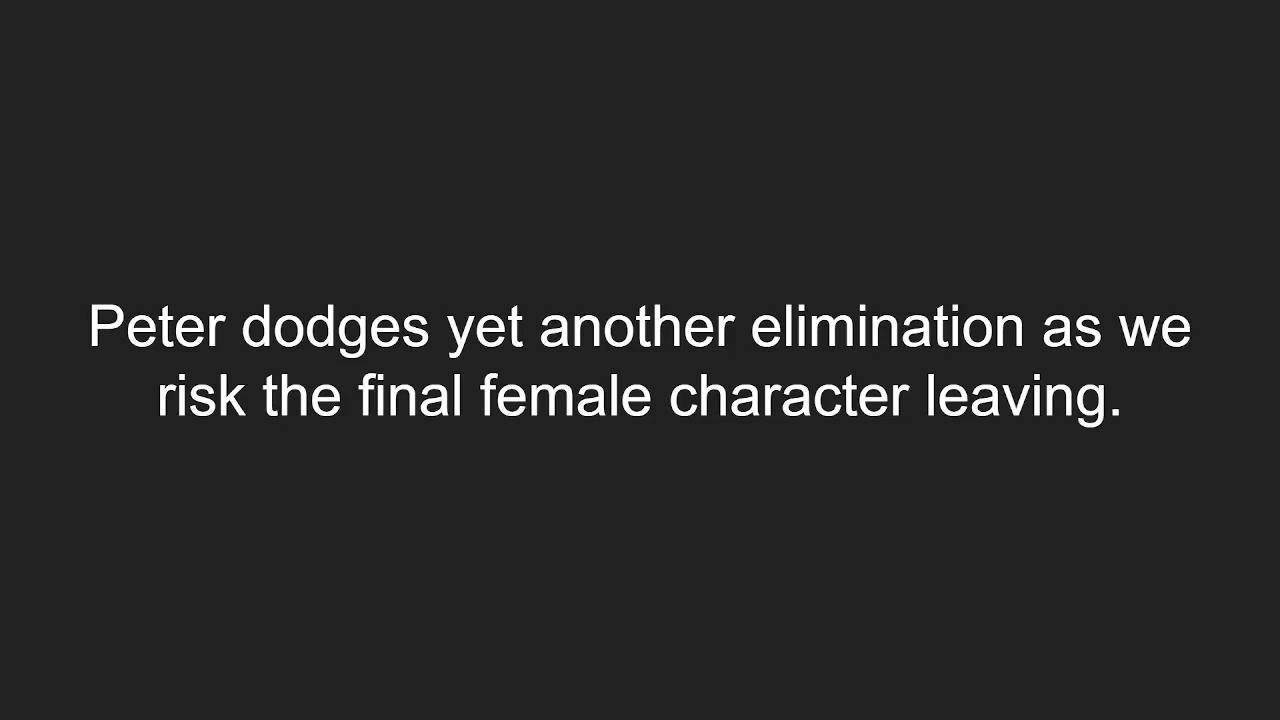 Peter dodges yet another elimination as we
risk the final female character leaving.